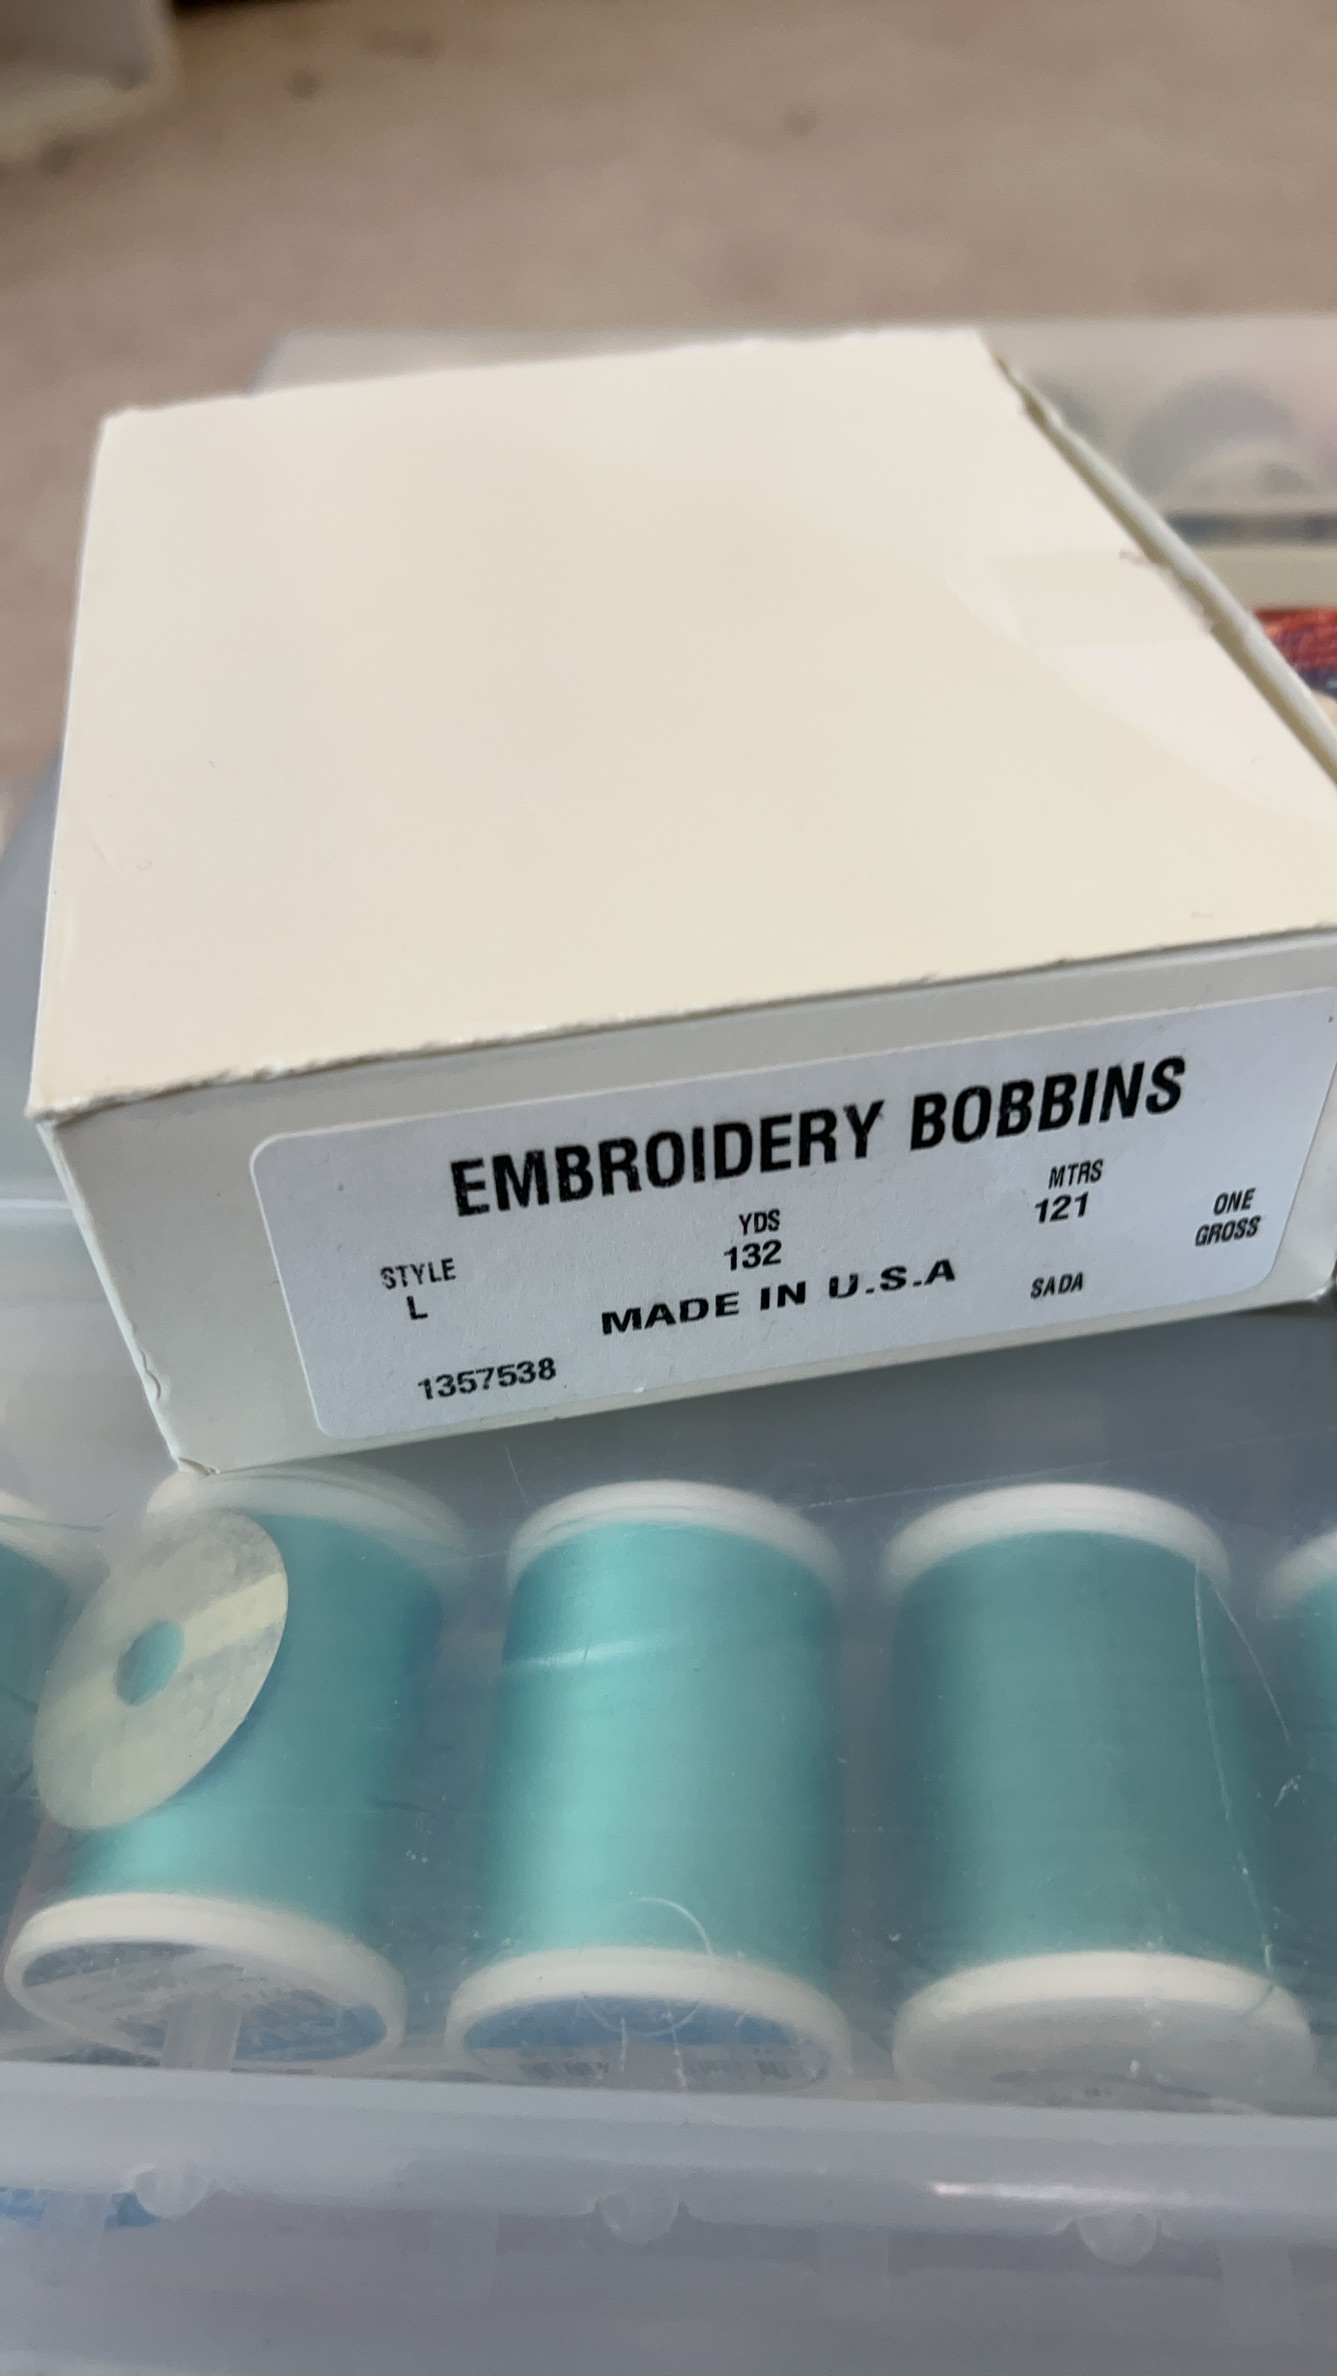 EMBROIDERY BOBBINS
STYLE
L
YDS
132
MTRS
121
ONE
GROSS
MADE IN U.S.A
SADA
1357538